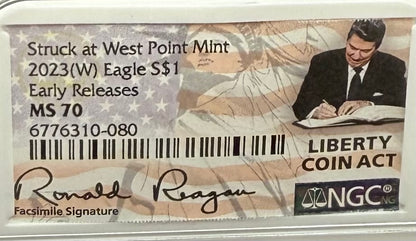 Struck at West Point Mint
2023(W) Eagle S$1
Early Releases
MS 70
6776310-080
LIBERTY
COIN ACT
Ronald Reagan
Facsimile Signature
NGC®
NG